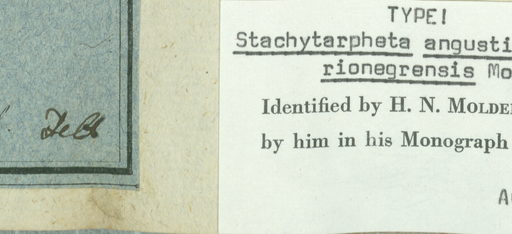 TYPE!
Stachytarpheta angusti
rionegrensis Mo
Identified by H. N. MOLDE
by him in his Monograph
A